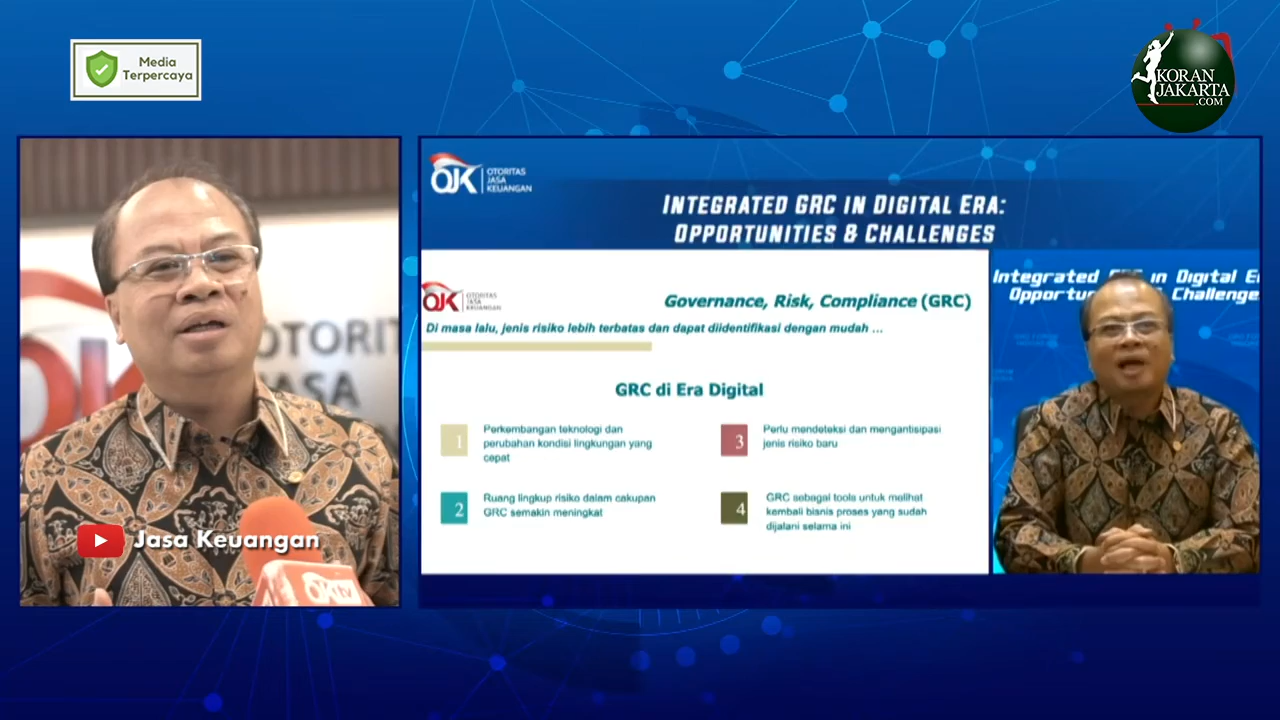 Media
Terpercaya
KORAN
JAKARTA
.COM
OJK
OTORITAS
JASA
KEUANGAN
INTEGRATED GRC IN DIGITAL ERA:
OPPORTUNITIES & CHALLENGES
OJK
OTORITAS
JASA
KEUANGAN
Governance, Risk, Compliance (GRC)
Di masa lalu, jenis risiko lebih terbatas dan dapat diidentifikasi dengan mudah ...
GRC di Era Digital
1
Perkembangan teknologi dan
perubahan kondisi lingkungan yang
cepat
2
Ruang lingkup risiko dalam cakupan
GRC semakin meningkat
3
Perlu mendeteksi dan mengantisipasi
jenis risiko baru
4
GRC sebagai tools untuk melihat
kembali bisnis proses yang sudah
dijalani selama ini
Integrated in Digital
Challenge
OTORIT
JASA
Jasa Keuangan
OJK tv